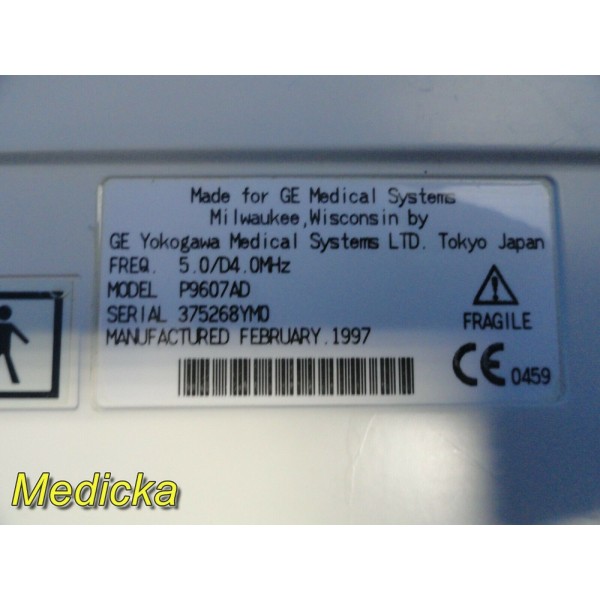 Made for GE Medical Systems
Milwaukee,Wisconsin by
GE Yokogawa Medical Systems LTD. Tokyo Japan
FREQ. 5.0/D4.0MHz
MODEL P9607AD
SERIAL 375268YM0
MANUFACTURED FEBRUARY.1997
FRAGILE
CE 0459
Medicka